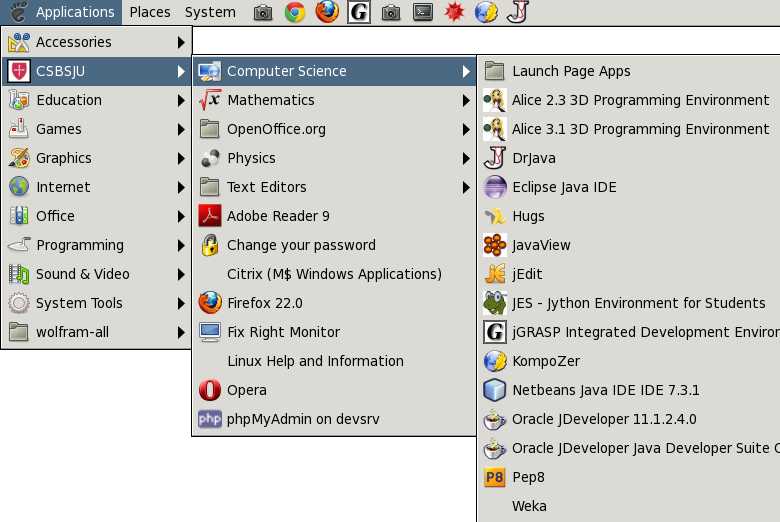 Applications Places System
Accessories
CSBSJU
Education
Games
Graphics
Internet
Office
Programming
Sound & Video
System Tools
wolfram-all
Computer Science
Mathematics
OpenOffice.org
Physics
Text Editors
Adobe Reader 9
Change your password
Citrix (M$ Windows Applications)
Firefox 22.0
Fix Right Monitor
Linux Help and Information
Opera
php phpMyAdmin on devsrv
Launch Page Apps
Alice 2.3 3D Programming Environment
Alice 3.1 3D Programming Environment
DrJava
Eclipse Java IDE
Hugs
JavaView
jEdit
JES - Jython Environment for Students
G jGRASP Integrated Development Environ
KompoZer
Netbeans Java IDE IDE 7.3.1
Oracle JDeveloper 11.1.2.4.0
Oracle JDeveloper Java Developer Suite
P8 Pep8
Weka